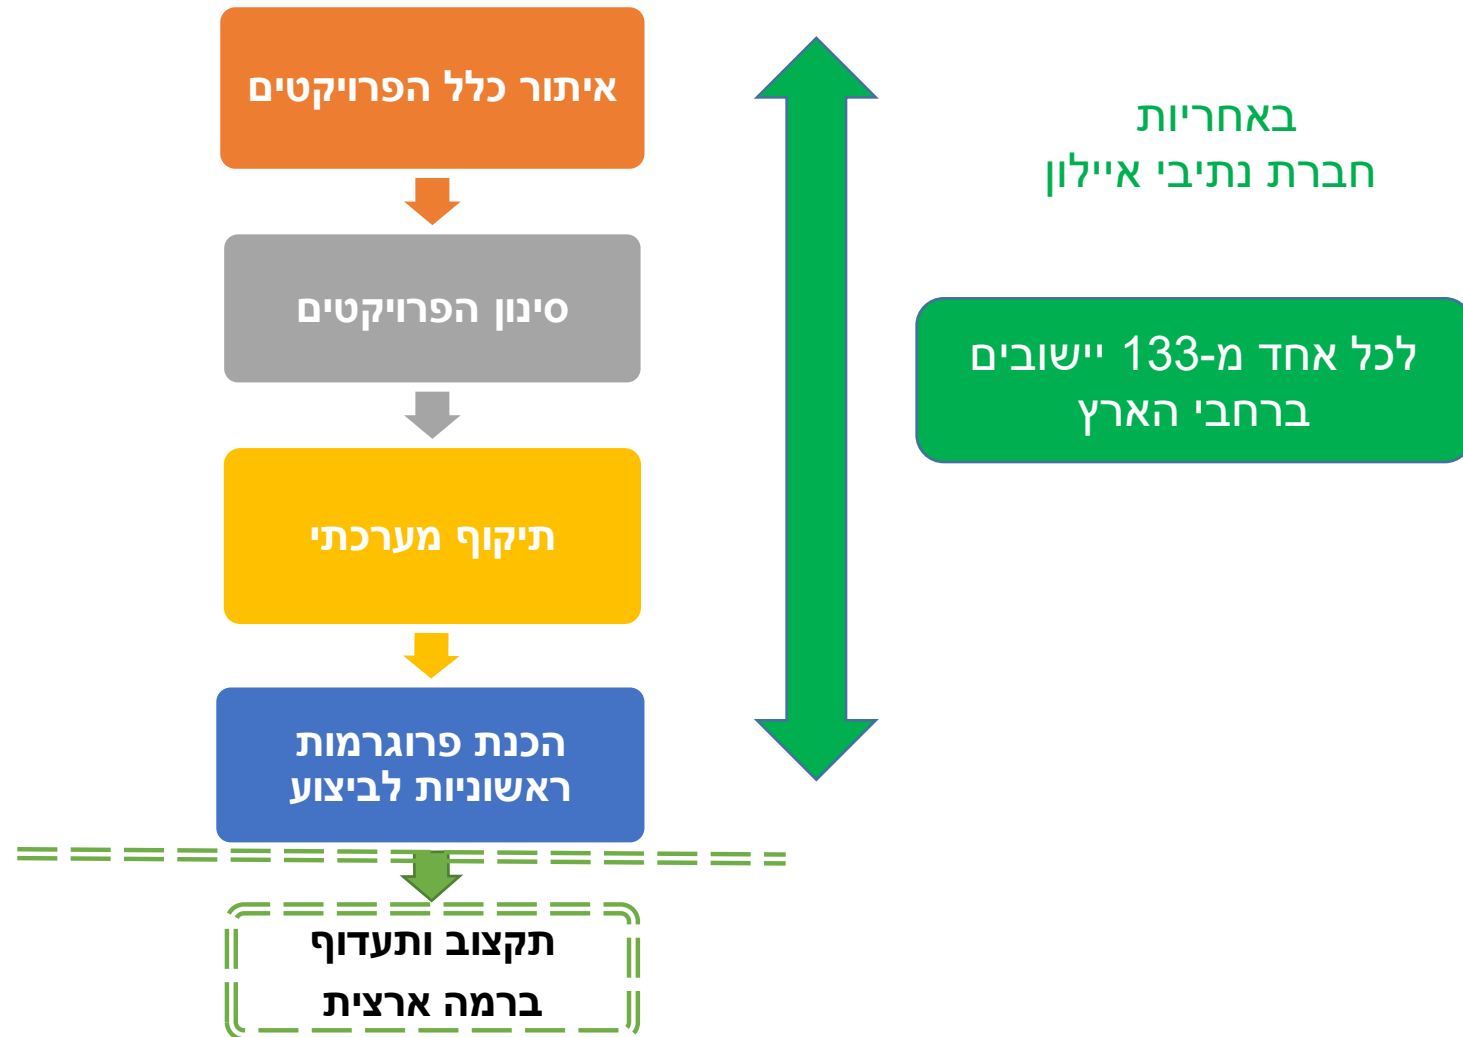 איתור כלל הפרויקטים
סינון הפרויקטים
תיקוף מערכתי
הכנת פרוגרמות
ראשוניות לביצוע
תקצוב ותעדוף
ברמה ארצית
באחריות
חברת נתיבי איילון
לכל אחד מ-133 יישובים
ברחבי הארץ